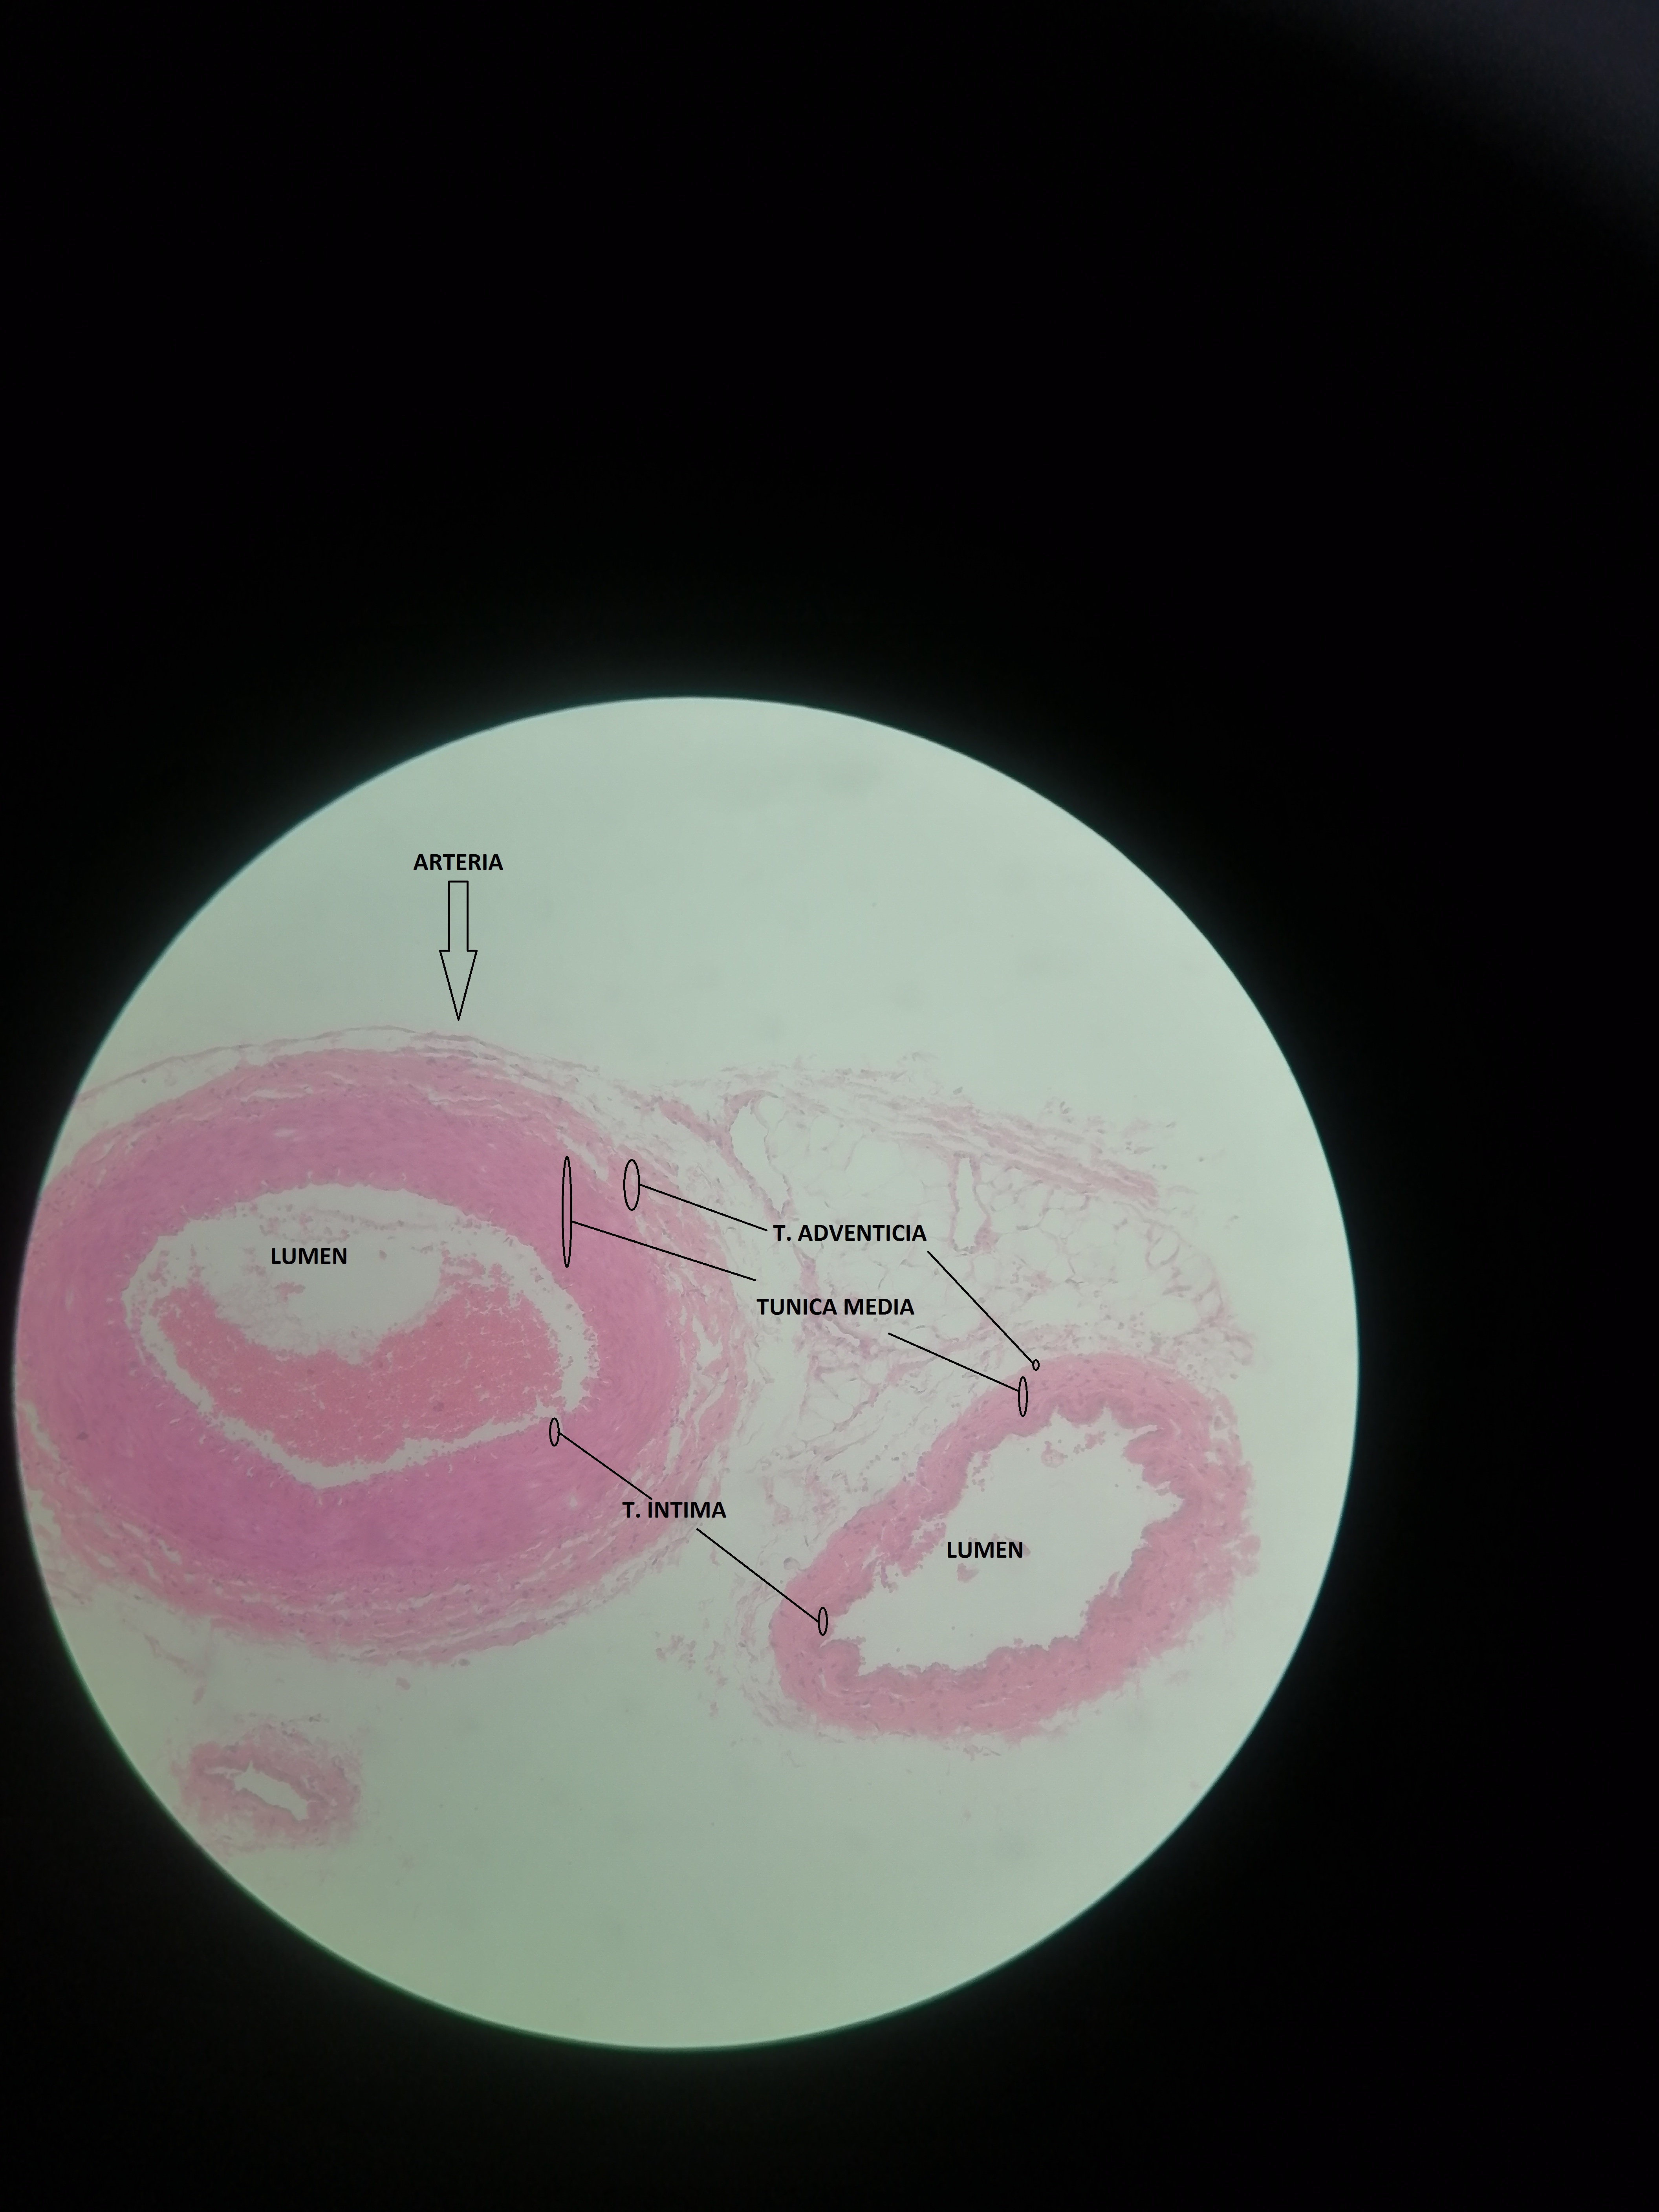 ARTERIA
T. ADVENTICIA
LUMEN
TUNICA MEDIA
T. INTIMA
LUMEN